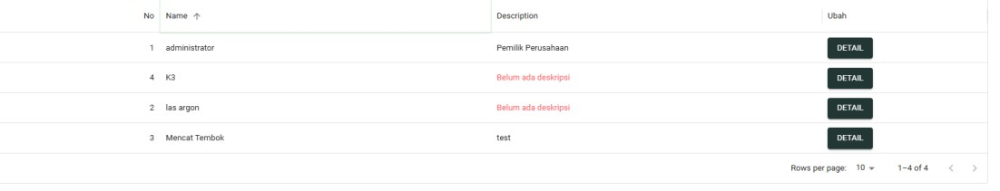 No Name ↑ Description Ubah
1 administrator Pemilik Perusahaan DETAIL
4 K3 Belum ada deskripsi DETAIL
2 las argon Belum ada deskripsi DETAIL
3 Mencat Tembok test DETAIL
Rows per page: 10 1–4 of 4